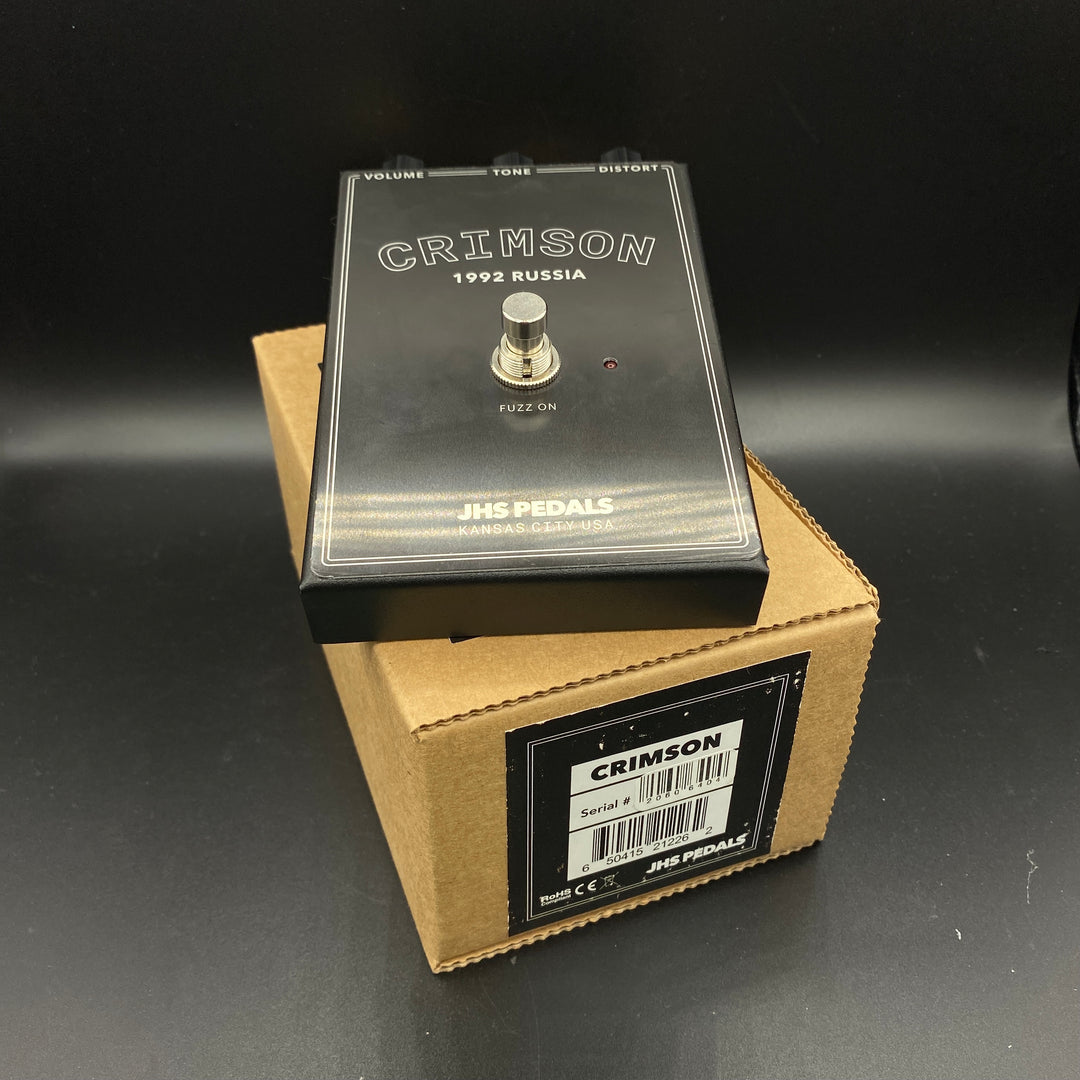 VOLUME TONE DISTORT
CRIMSON
1992 RUSSIA
FUZZ ON
JHS PEDALS
KANSAS CITY USA
CRIMSON
Serial # 20606404
6 50415 21226 2
JHS PEDALS
RoHS
Compliant
CE